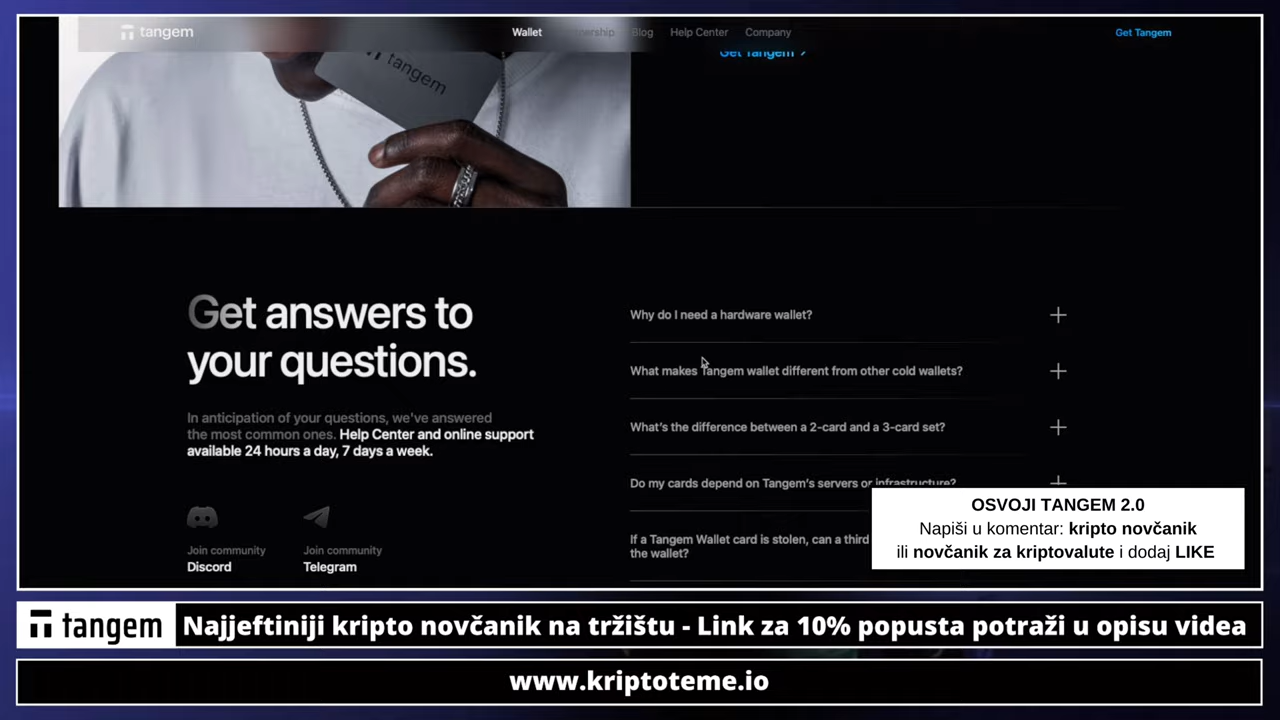 tangem
Wallet
Blog
Help Center
Company
Get Tangem
Get Tangem
tangem
Get answers to
your questions.
In anticipation of your questions, we've answered
the most common ones. Help Center and online support
available 24 hours a day, 7 days a week.
Join community
Discord
Join community
Telegram
Why do I need a hardware wallet?
What makes Tangem wallet different from other cold wallets?
What's the difference between a 2-card and a 3-card set?
Do my cards depend on Tangem's servers or infrastructure?
If a Tangem Wallet card is stolen, can a third
the wallet?
OSVOJI TANGEM 2.0
Napiši u komentar: kripto novčanik
ili novčanik za kriptovalute i dodaj LIKE
tangem
Najjeftiniji kripto novčanik na tržištu - Link za 10% popusta potraži u opisu videa
www.kriptoteme.io